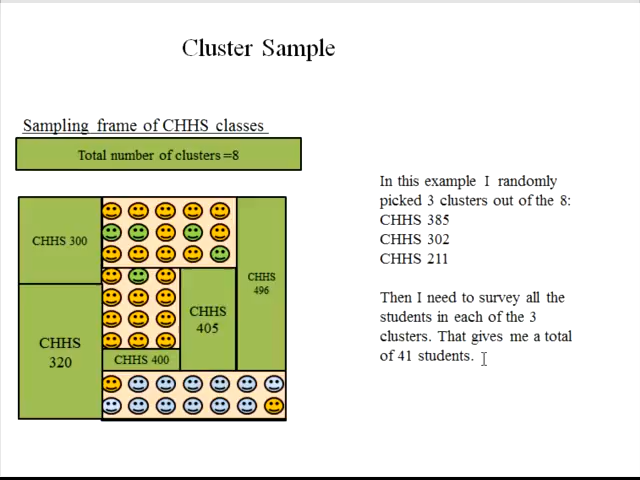 Cluster Sample
Sampling frame of CHHS classes
Total number of clusters =8
CHHS 300
CHHS
320
CHHS
405
CHHS 400
CHHS
496
In this example I randomly
picked 3 clusters out of the 8:
CHHS 385
CHHS 302
CHHS 211
Then I need to survey all the
students in each of the 3
clusters. That gives me a total
of 41 students.